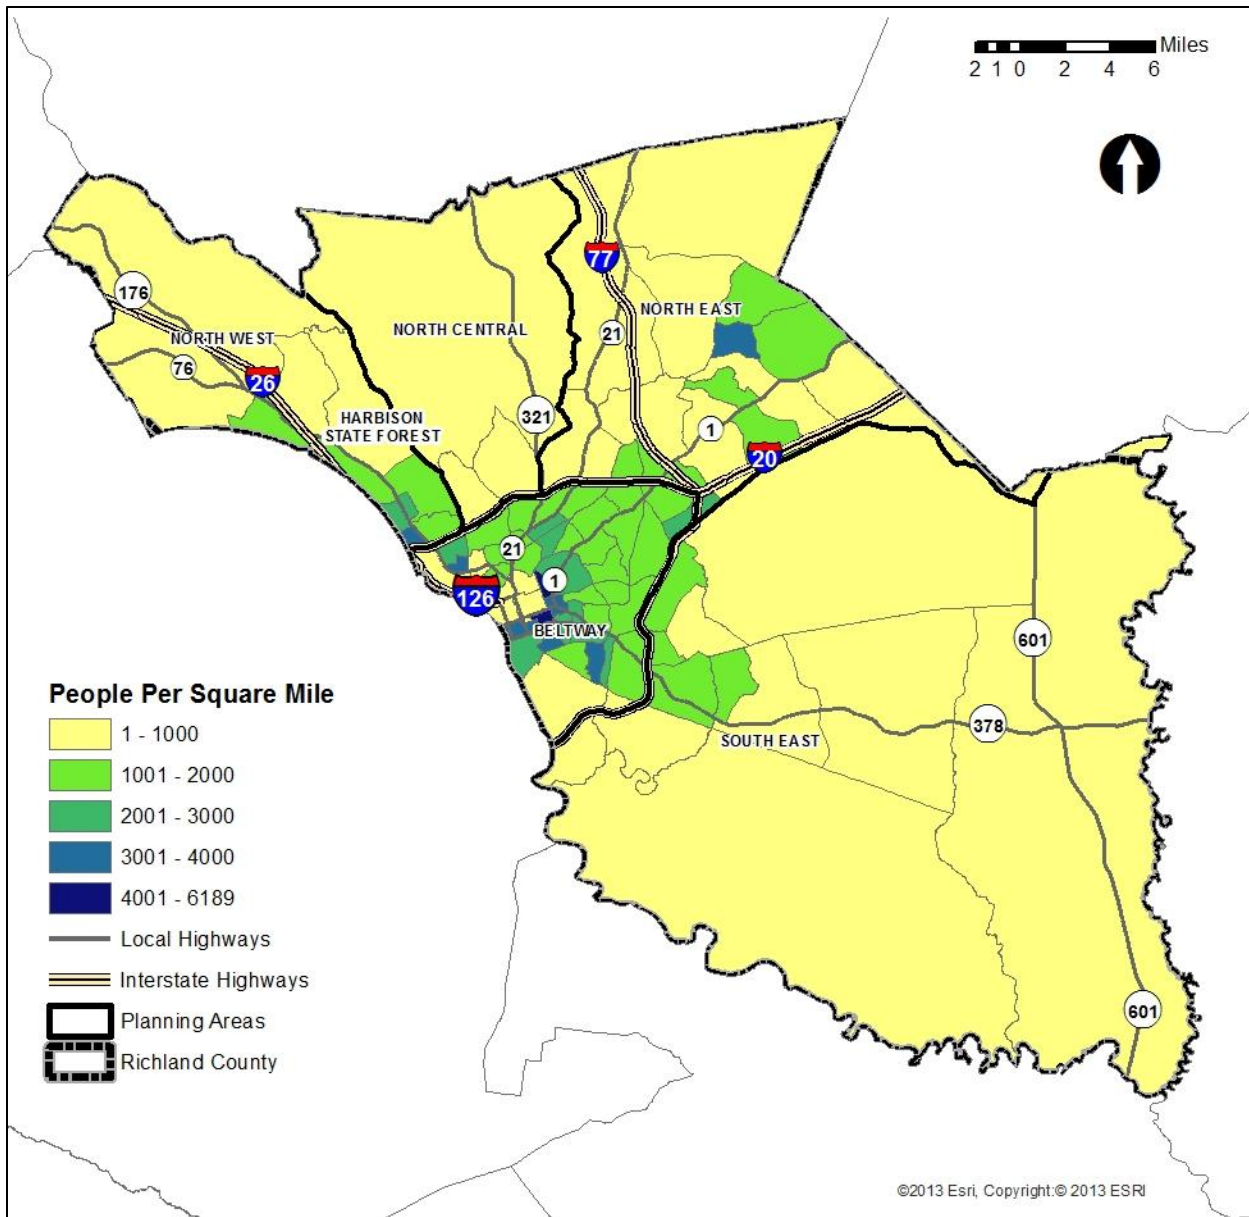 Miles
2 1 0 2 4 6
77
176
NORTH EAST
NORTH CENTRAL
21
NORTH WEST
76
26
HARBISON
STATE FOREST
321
1
20
21
1
126
BELTWAY
601
378
SOUTH EAST
601
People Per Square Mile
1 - 1000
1001 - 2000
2001 - 3000
3001 - 4000
4001 - 6189
Local Highways
Interstate Highways
Planning Areas
Richland County
©2013 Esri, Copyright:© 2013 ESRI